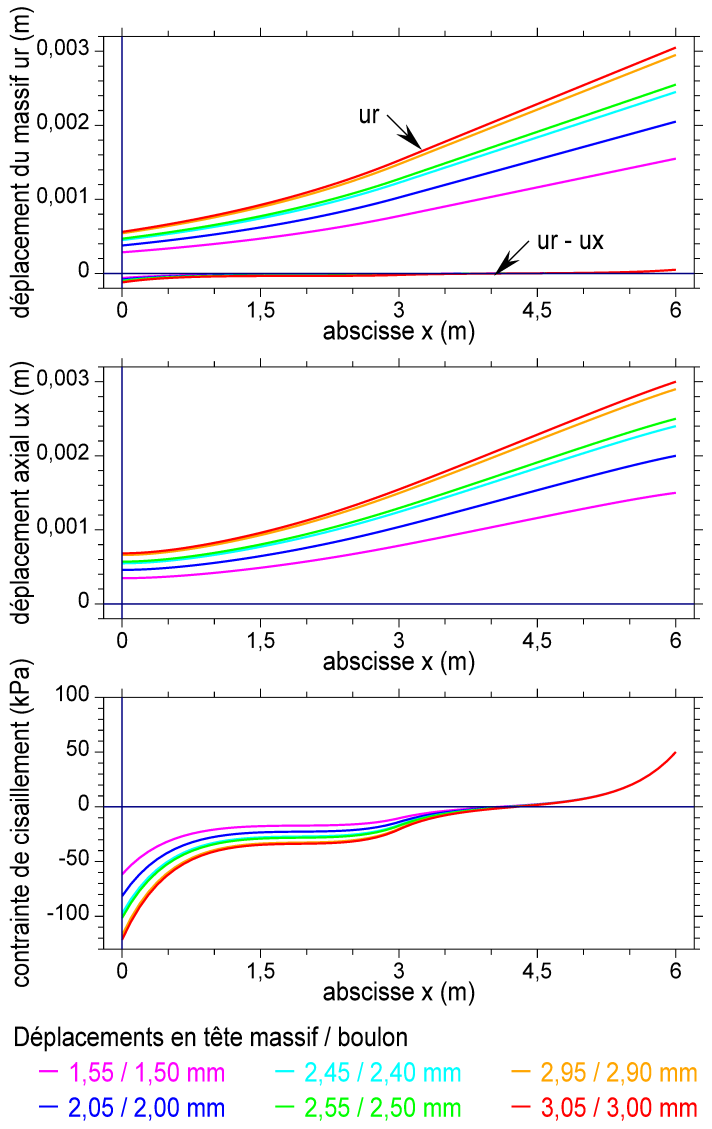 déplacement du massif ur (m)
0,003
0,002
0,001
0
ur
ur - ux
0 1,5 3 4,5 6
abscisse x (m)
déplacement axial ux (m)
0,003
0,002
0,001
0
0 1,5 3 4,5 6
abscisse x (m)
contrainte de cisaillement (kPa)
100
50
0
-50
-100
0 1,5 3 4,5 6
abscisse x (m)
Déplacements en tête massif / boulon
1,55 / 1,50 mm 2,45 / 2,40 mm 2,95 / 2,90 mm
2,05 / 2,00 mm 2,55 / 2,50 mm 3,05 / 3,00 mm